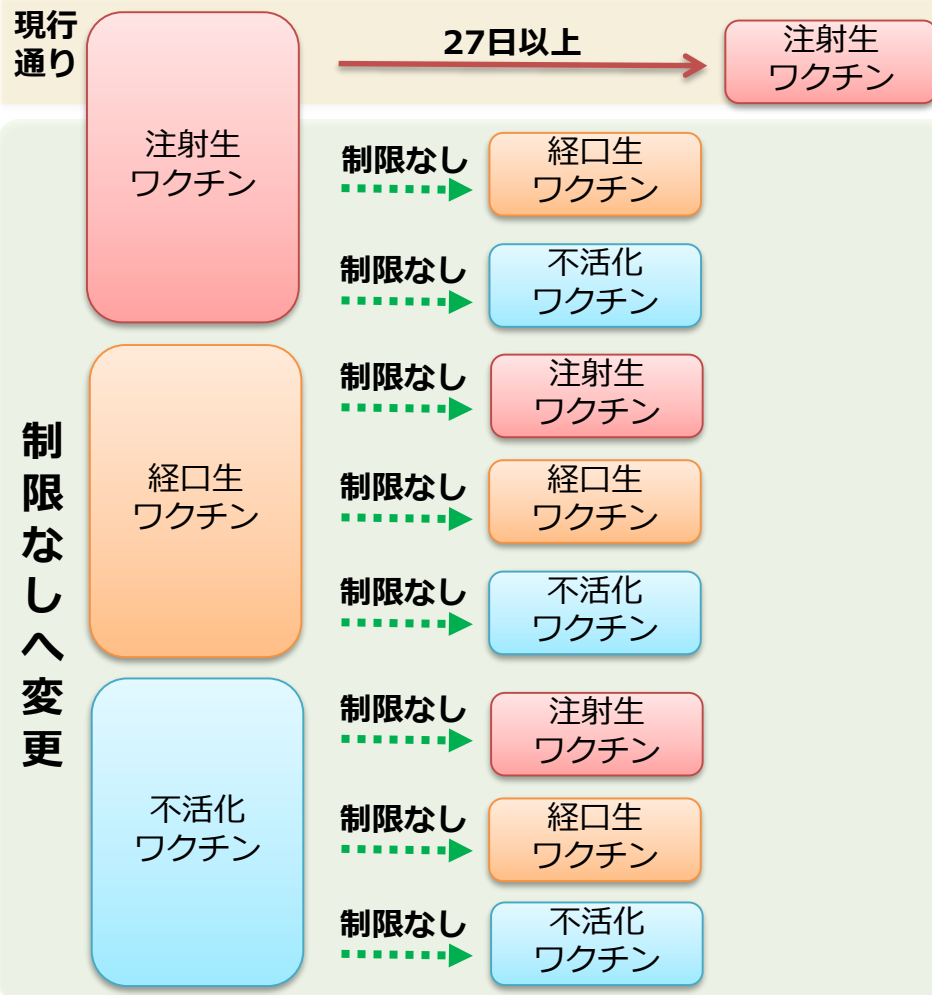 現行
通り
注射生
ワクチン
27日以上
注射生
ワクチン
制限なし
経口生
ワクチン
制限なし
不活化
ワクチン
制限なしへ変更
経口生
ワクチン
制限なし
注射生
ワクチン
制限なし
経口生
ワクチン
制限なし
不活化
ワクチン
不活化
ワクチン
制限なし
注射生
ワクチン
制限なし
経口生
ワクチン
制限なし
不活化
ワクチン